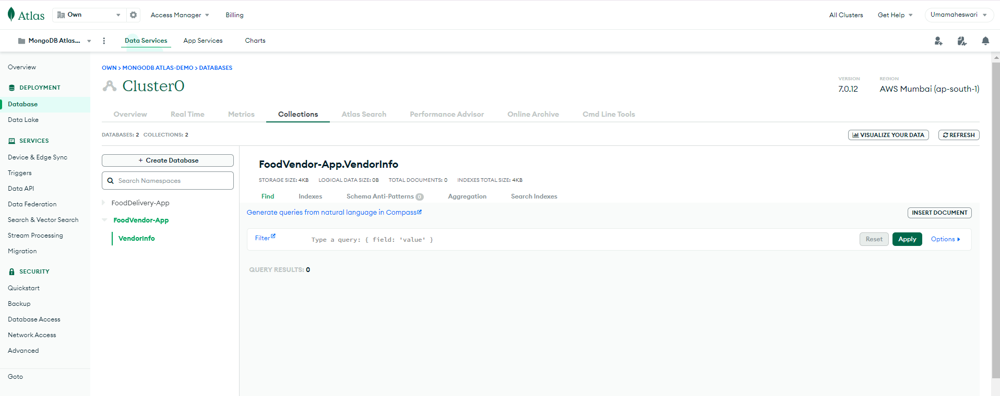 Atlas
Own
Access Manager
Billing
All Clusters
Get Help
Umamaheswari
MongoDB Atlas...
Data Services
App Services
Charts
Overview
DEPLOYMENT
Database
Data Lake
SERVICES
Device & Edge Sync
Triggers
Data API
Data Federation
Search & Vector Search
Stream Processing
Migration
SECURITY
Quickstart
Backup
Database Access
Network Access
Advanced
Goto
OWN > MONGODB ATLAS-DEMO > DATABASES
Cluster0
VERSION
7.0.12
REGION
AWS Mumbai (ap-south-1)
Overview
Real Time
Metrics
Collections
Atlas Search
Performance Advisor
Online Archive
Cmd Line Tools
DATABASES: 2 COLLECTIONS: 2
VISUALIZE YOUR DATA
REFRESH
+ Create Database
Search Namespaces
FoodDelivery-App
FoodVendor-App
VendorInfo
FoodVendor-App.VendorInfo
STORAGE SIZE: 4KB LOGICAL DATA SIZE: 0B TOTAL DOCUMENTS: 0 INDEXES TOTAL SIZE: 4KB
Find
Indexes
Schema Anti-Patterns 0
Aggregation
Search Indexes
Generate queries from natural language in Compass
INSERT DOCUMENT
Filter
Type a query: { field: 'value' }
Reset
Apply
Options
QUERY RESULTS: 0